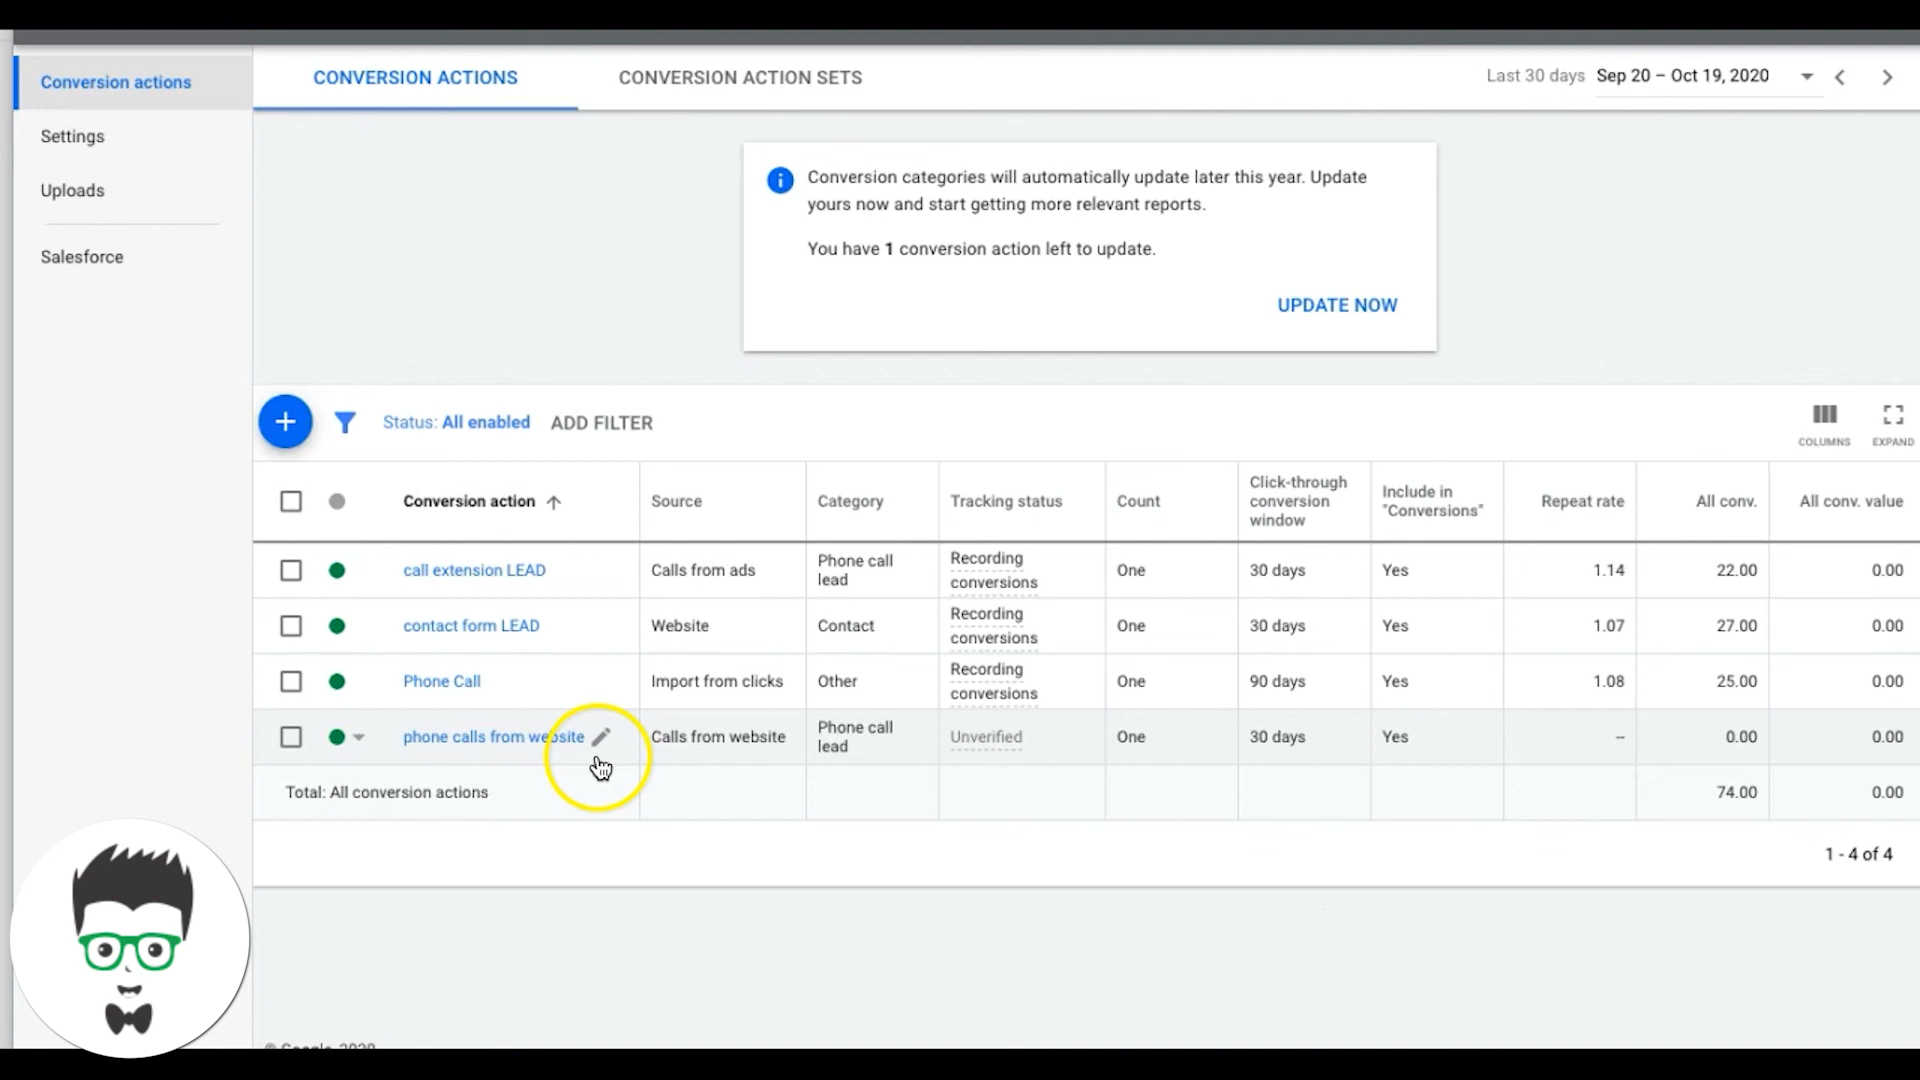 Conversion actions
Settings
Uploads
Salesforce
CONVERSION ACTIONS
CONVERSION ACTION SETS
Last 30 days Sep 20 – Oct 19, 2020
Conversion categories will automatically update later this year. Update
yours now and start getting more relevant reports.
You have 1 conversion action left to update.
UPDATE NOW
Status: All enabled
ADD FILTER
COLUMNS
EXPAND
Conversion action
Source
Category
Tracking status
Count
Click-through
conversion
window
Include in
"Conversions"
Repeat rate
All conv.
All conv. value
call extension LEAD
Calls from ads
Phone call
lead
Recording
conversions
One
30 days
Yes
1.14
22.00
0.00
contact form LEAD
Website
Contact
Recording
conversions
One
30 days
Yes
1.07
27.00
0.00
Phone Call
Import from clicks
Other
Recording
conversions
One
90 days
Yes
1.08
25.00
0.00
phone calls from website
Calls from website
Phone call
lead
Unverified
One
30 days
Yes
–
0.00
0.00
Total: All conversion actions
74.00
0.00
1 - 4 of 4
© Google, 2020